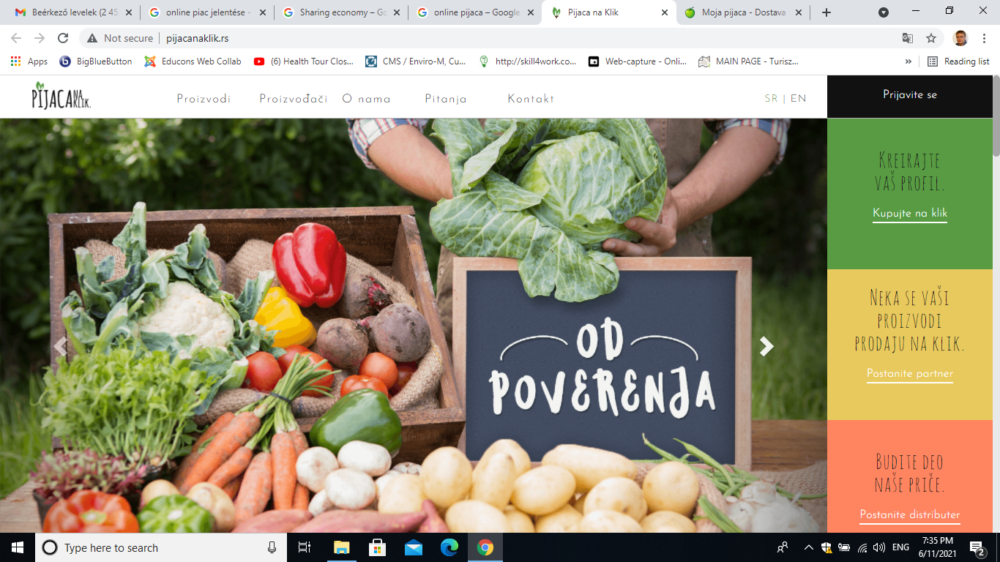 Beérkező levelek (2 45
online piac jelentése -
Sharing economy – Go
online pijaca – Google
Pijaca na Klik
Moja pijaca - Dostava
Not secure
pijacanaklik.rs
Apps
BigBlueButton
Educons Web Collab
(6) Health Tour Clos...
CMS / Enviro-M, Cu...
http://skill4work.co...
Web-capture - Onli...
MAIN PAGE - Turisz...
»
Reading list
PIJACA NA KLIK.
Proizvodi
Proizvođači
O nama
Pitanja
Kontakt
SR | EN
Prijavite se
OD
POVERENJA
KREIRAJTE
VAŠ PROFIL.
Kupujte na klik
NEKA SE VAŠI
PROIZVODI
PRODAJU NA KLIK.
Postanite partner
BUDITE DEO
NAŠE PRIČE.
Postanite distributer
Type here to search
ENG
7:35 PM
6/11/2021
2